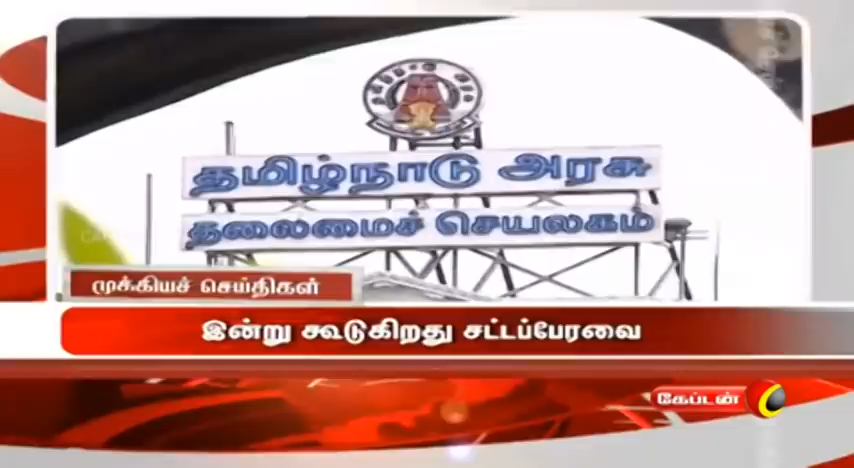 தமிழ்நாடு அரசு
தலைமைச் செயலகம்
முக்கியச் செய்திகள்
இன்று கூடுகிறது சட்டப்பேரவை
கேப்டன்